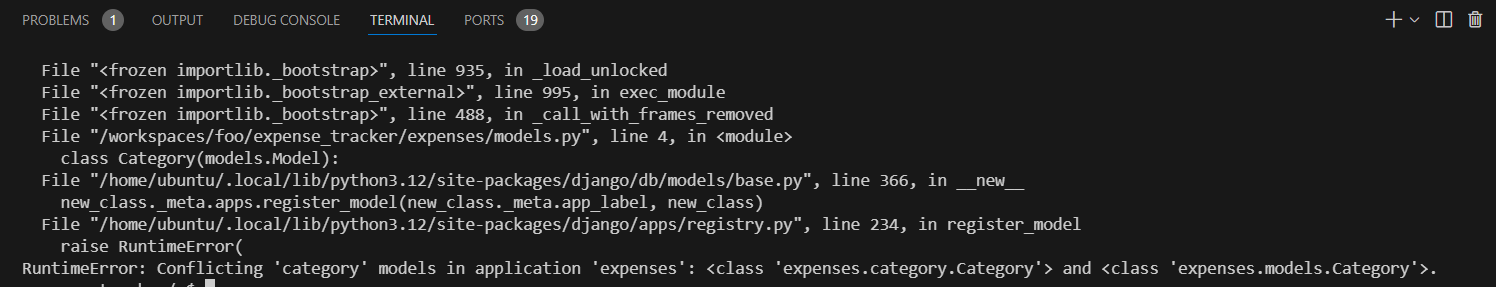 PROBLEMS 1 OUTPUT DEBUG CONSOLE TERMINAL PORTS 19
File "<frozen importlib._bootstrap>", line 935, in _load_unlocked
File "<frozen importlib._bootstrap_external>", line 995, in exec_module
File "<frozen importlib._bootstrap>", line 488, in _call_with_frames_removed
File "/workspaces/foo/expense_tracker/expenses/models.py", line 4, in <module>
class Category(models.Model):
File "/home/ubuntu/.local/lib/python3.12/site-packages/django/db/models/base.py", line 366, in __new__
new_class._meta.apps.register_model(new_class._meta.app_label, new_class)
File "/home/ubuntu/.local/lib/python3.12/site-packages/django/apps/registry.py", line 234, in register_model
raise RuntimeError(
RuntimeError: Conflicting 'category' models in application 'expenses': <class 'expenses.category.Category'> and <class 'expenses.models.Category'>.